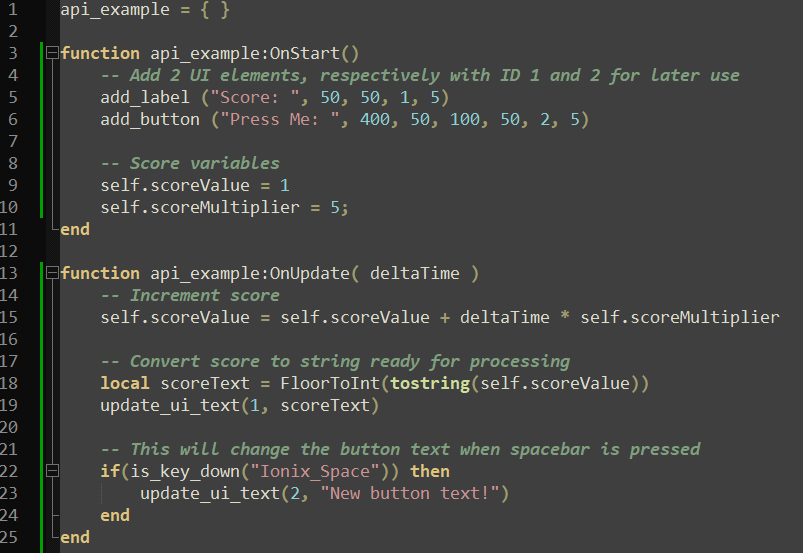 1 api_example = { }
2
3 function api_example:OnStart()
4 -- Add 2 UI elements, respectively with ID 1 and 2 for later use
5 add_label ("Score: ", 50, 50, 1, 5)
6 add_button ("Press Me: ", 400, 50, 100, 50, 2, 5)
7
8 -- Score variables
9 self.scoreValue = 1
10 self.scoreMultiplier = 5;
11 end
12
13 function api_example:OnUpdate( deltaTime )
14 -- Increment score
15 self.scoreValue = self.scoreValue + deltaTime * self.scoreMultiplier
16
17 -- Convert score to string ready for processing
18 local scoreText = FloorToInt(tostring(self.scoreValue))
19 update_ui_text(1, scoreText)
20
21 -- This will change the button text when spacebar is pressed
22 if(is_key_down("Ionix_Space")) then
23 update_ui_text(2, "New button text!")
24 end
25 end